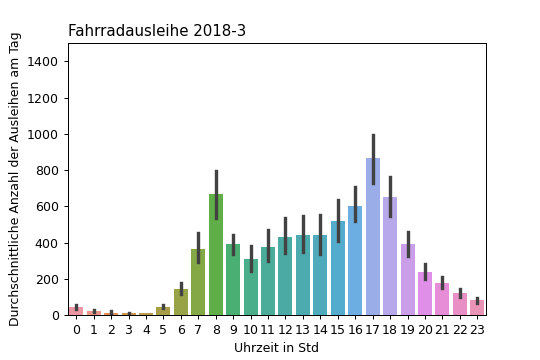 Fahrradausleihe 2018-3
Durchschnittliche Anzahl der Ausleihen am Tag
1400
1200
1000
800
600
400
200
0
0 1 2 3 4 5 6 7 8 9 10 11 12 13 14 15 16 17 18 19 20 21 22 23
Uhrzeit in Std